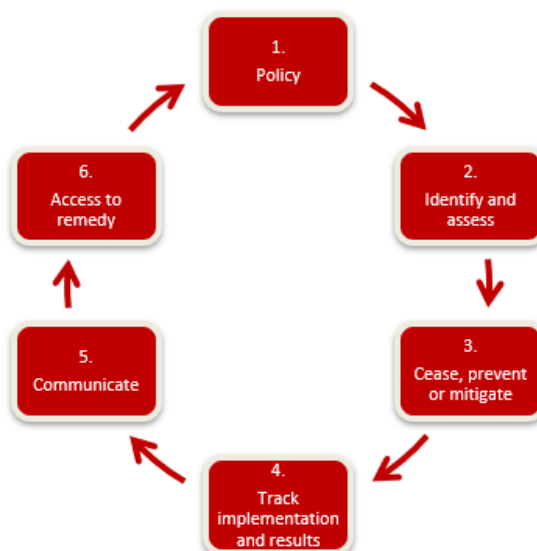 1.
Policy
2.
Identify and
assess
3.
Cease, prevent
or mitigate
4.
Track
implementation
and results
5.
Communicate
6.
Access to
remedy